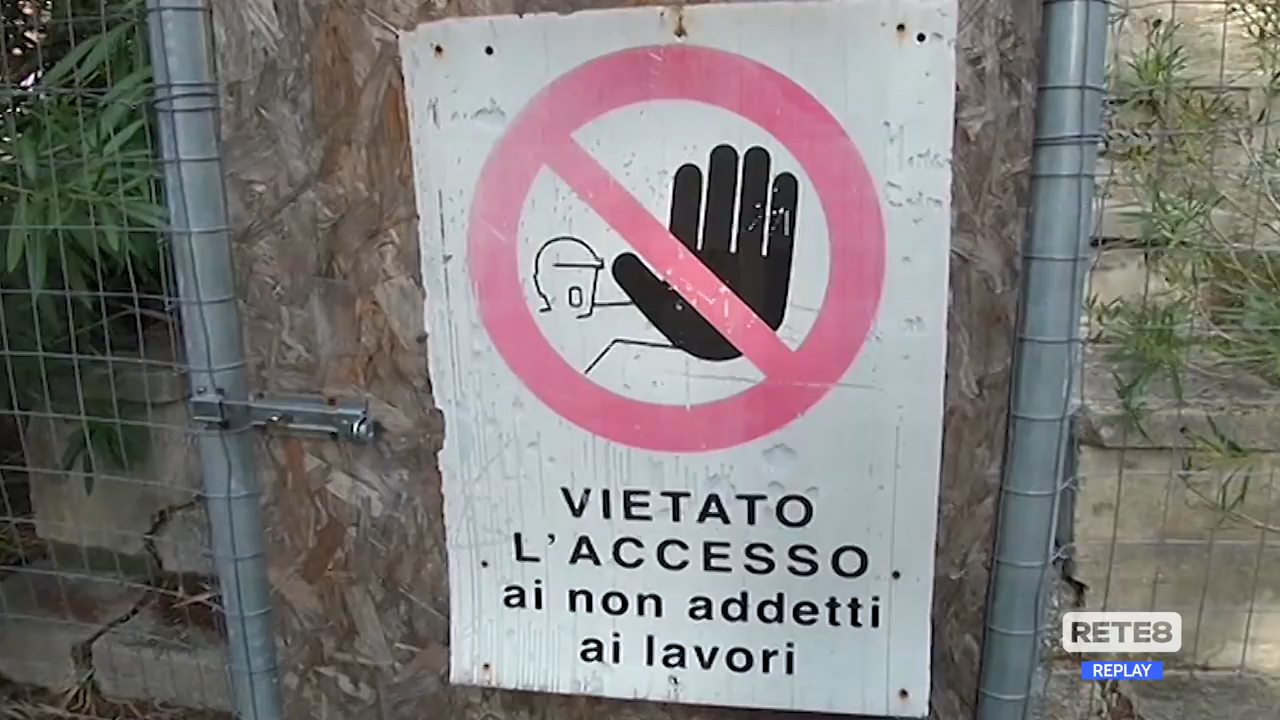 VIETATO
L'ACCESSO
ai non addetti
ai lavori
RETE8
REPLAY